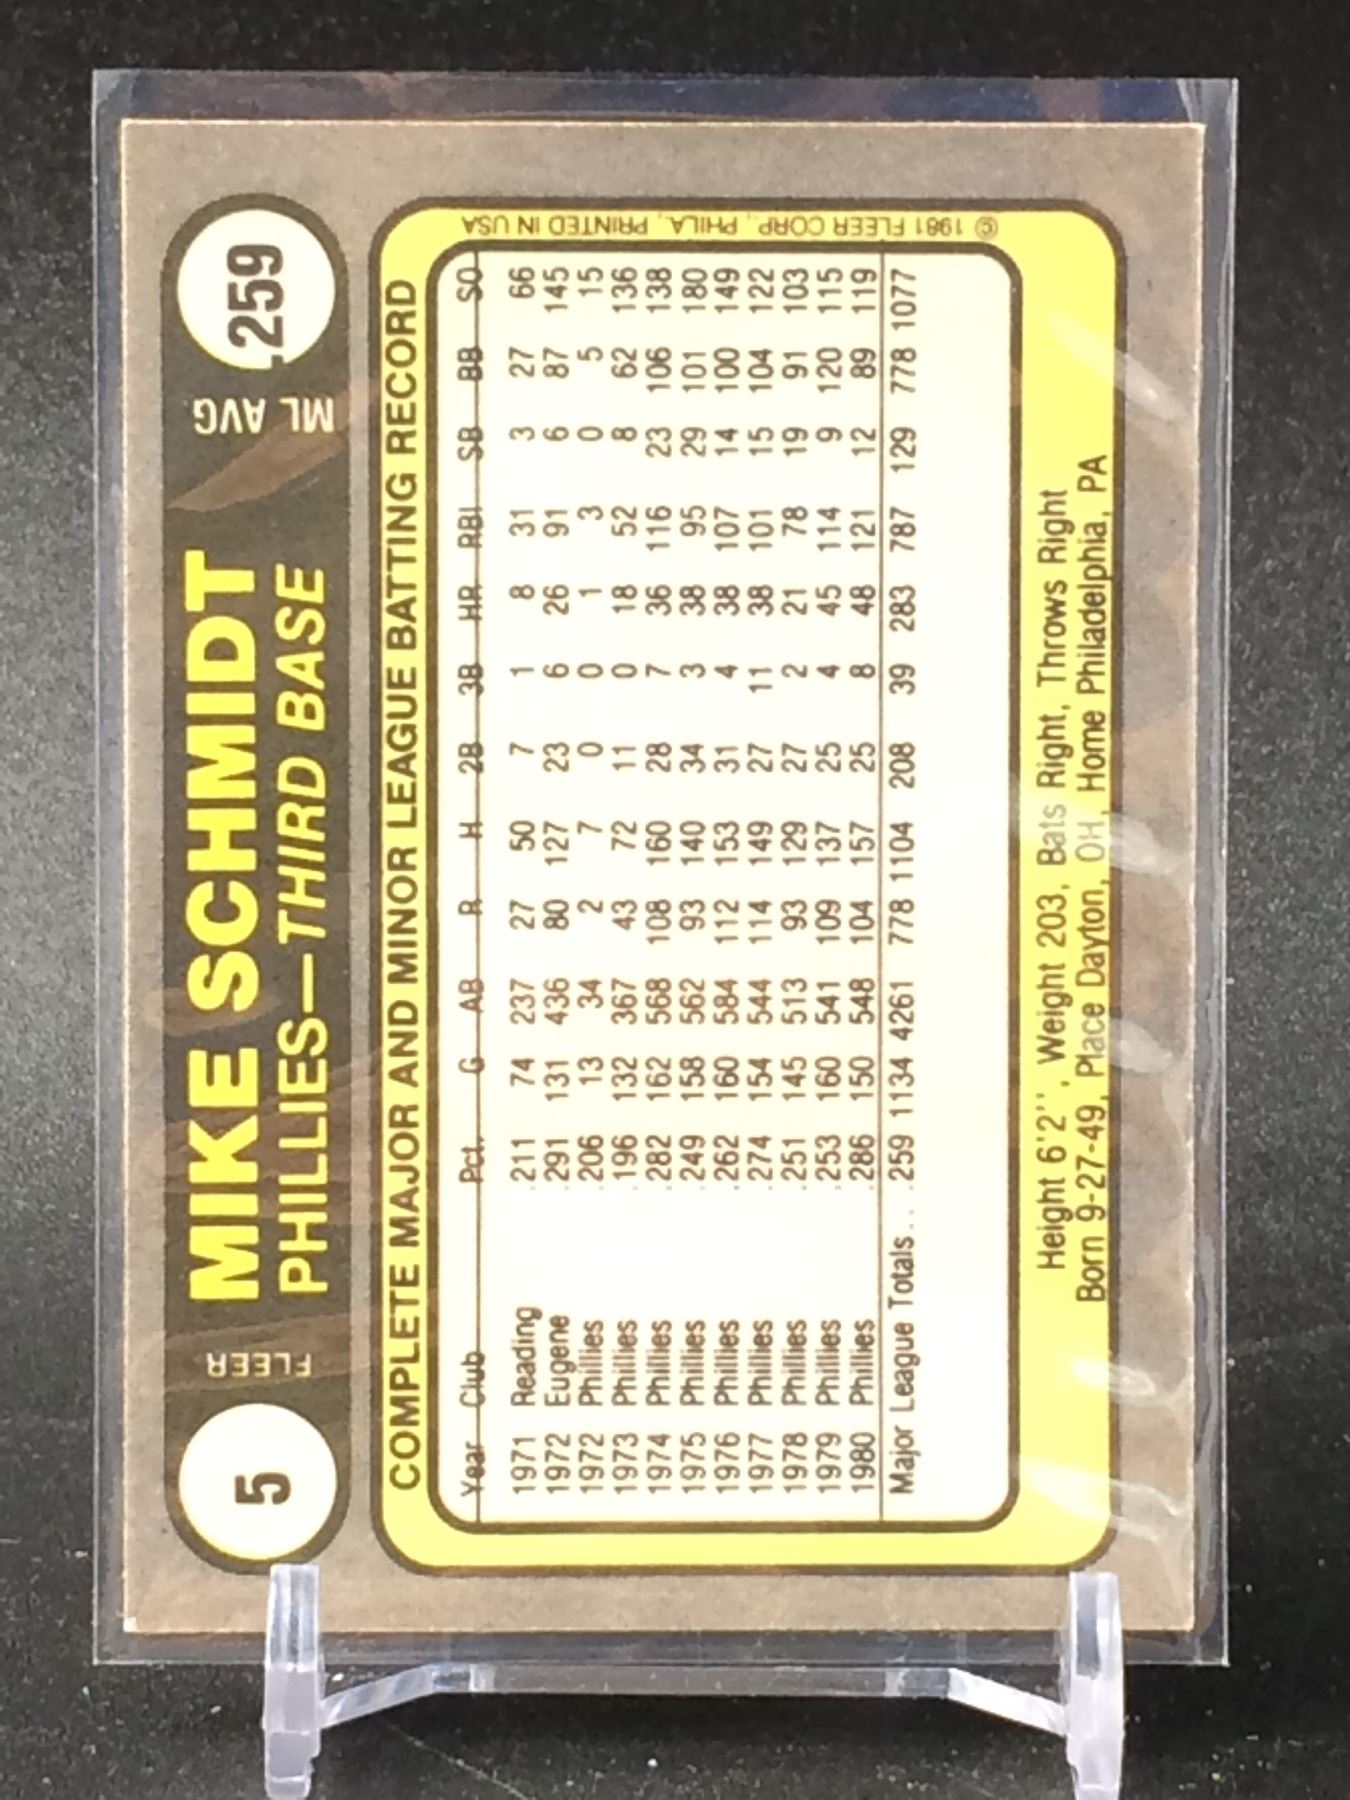 5
FLEER
MIKE SCHMIDT
PHILLIES—THIRD BASE
ML AVG
.259
COMPLETE MAJOR AND MINOR LEAGUE BATTING RECORD
Year Club Pct. G AB R H 2B 3B HR RBI SB BB SO
1971 Reading .211 74 237 27 50 7 1 8 31 3 27 66
1972 Eugene .291 131 436 80 127 23 6 26 91 6 87 145
1972 Phillies .206 13 34 2 7 0 0 1 3 0 5 15
1973 Phillies .196 132 367 43 72 11 0 18 52 8 62 136
1974 Phillies .282 162 568 108 160 28 7 36 116 23 106 138
1975 Phillies .249 158 562 93 140 34 3 38 95 29 101 180
1976 Phillies .262 160 584 112 153 31 4 38 107 14 100 149
1977 Phillies .274 154 544 114 149 27 11 38 101 15 104 122
1978 Phillies .251 145 513 93 129 27 2 21 78 19 91 103
1979 Phillies .253 160 541 109 137 25 4 45 114 9 120 115
1980 Phillies .286 150 548 104 157 25 8 48 121 12 89 119
Major League Totals... .259 1134 4261 778 1104 208 39 283 787 129 778 1077
Height 6'2'', Weight 203, Bats Right, Throws Right
Born 9-27-49, Place Dayton, OH, Home Philadelphia, PA
© 1981 FLEER CORP., PHILA., PRINTED IN USA